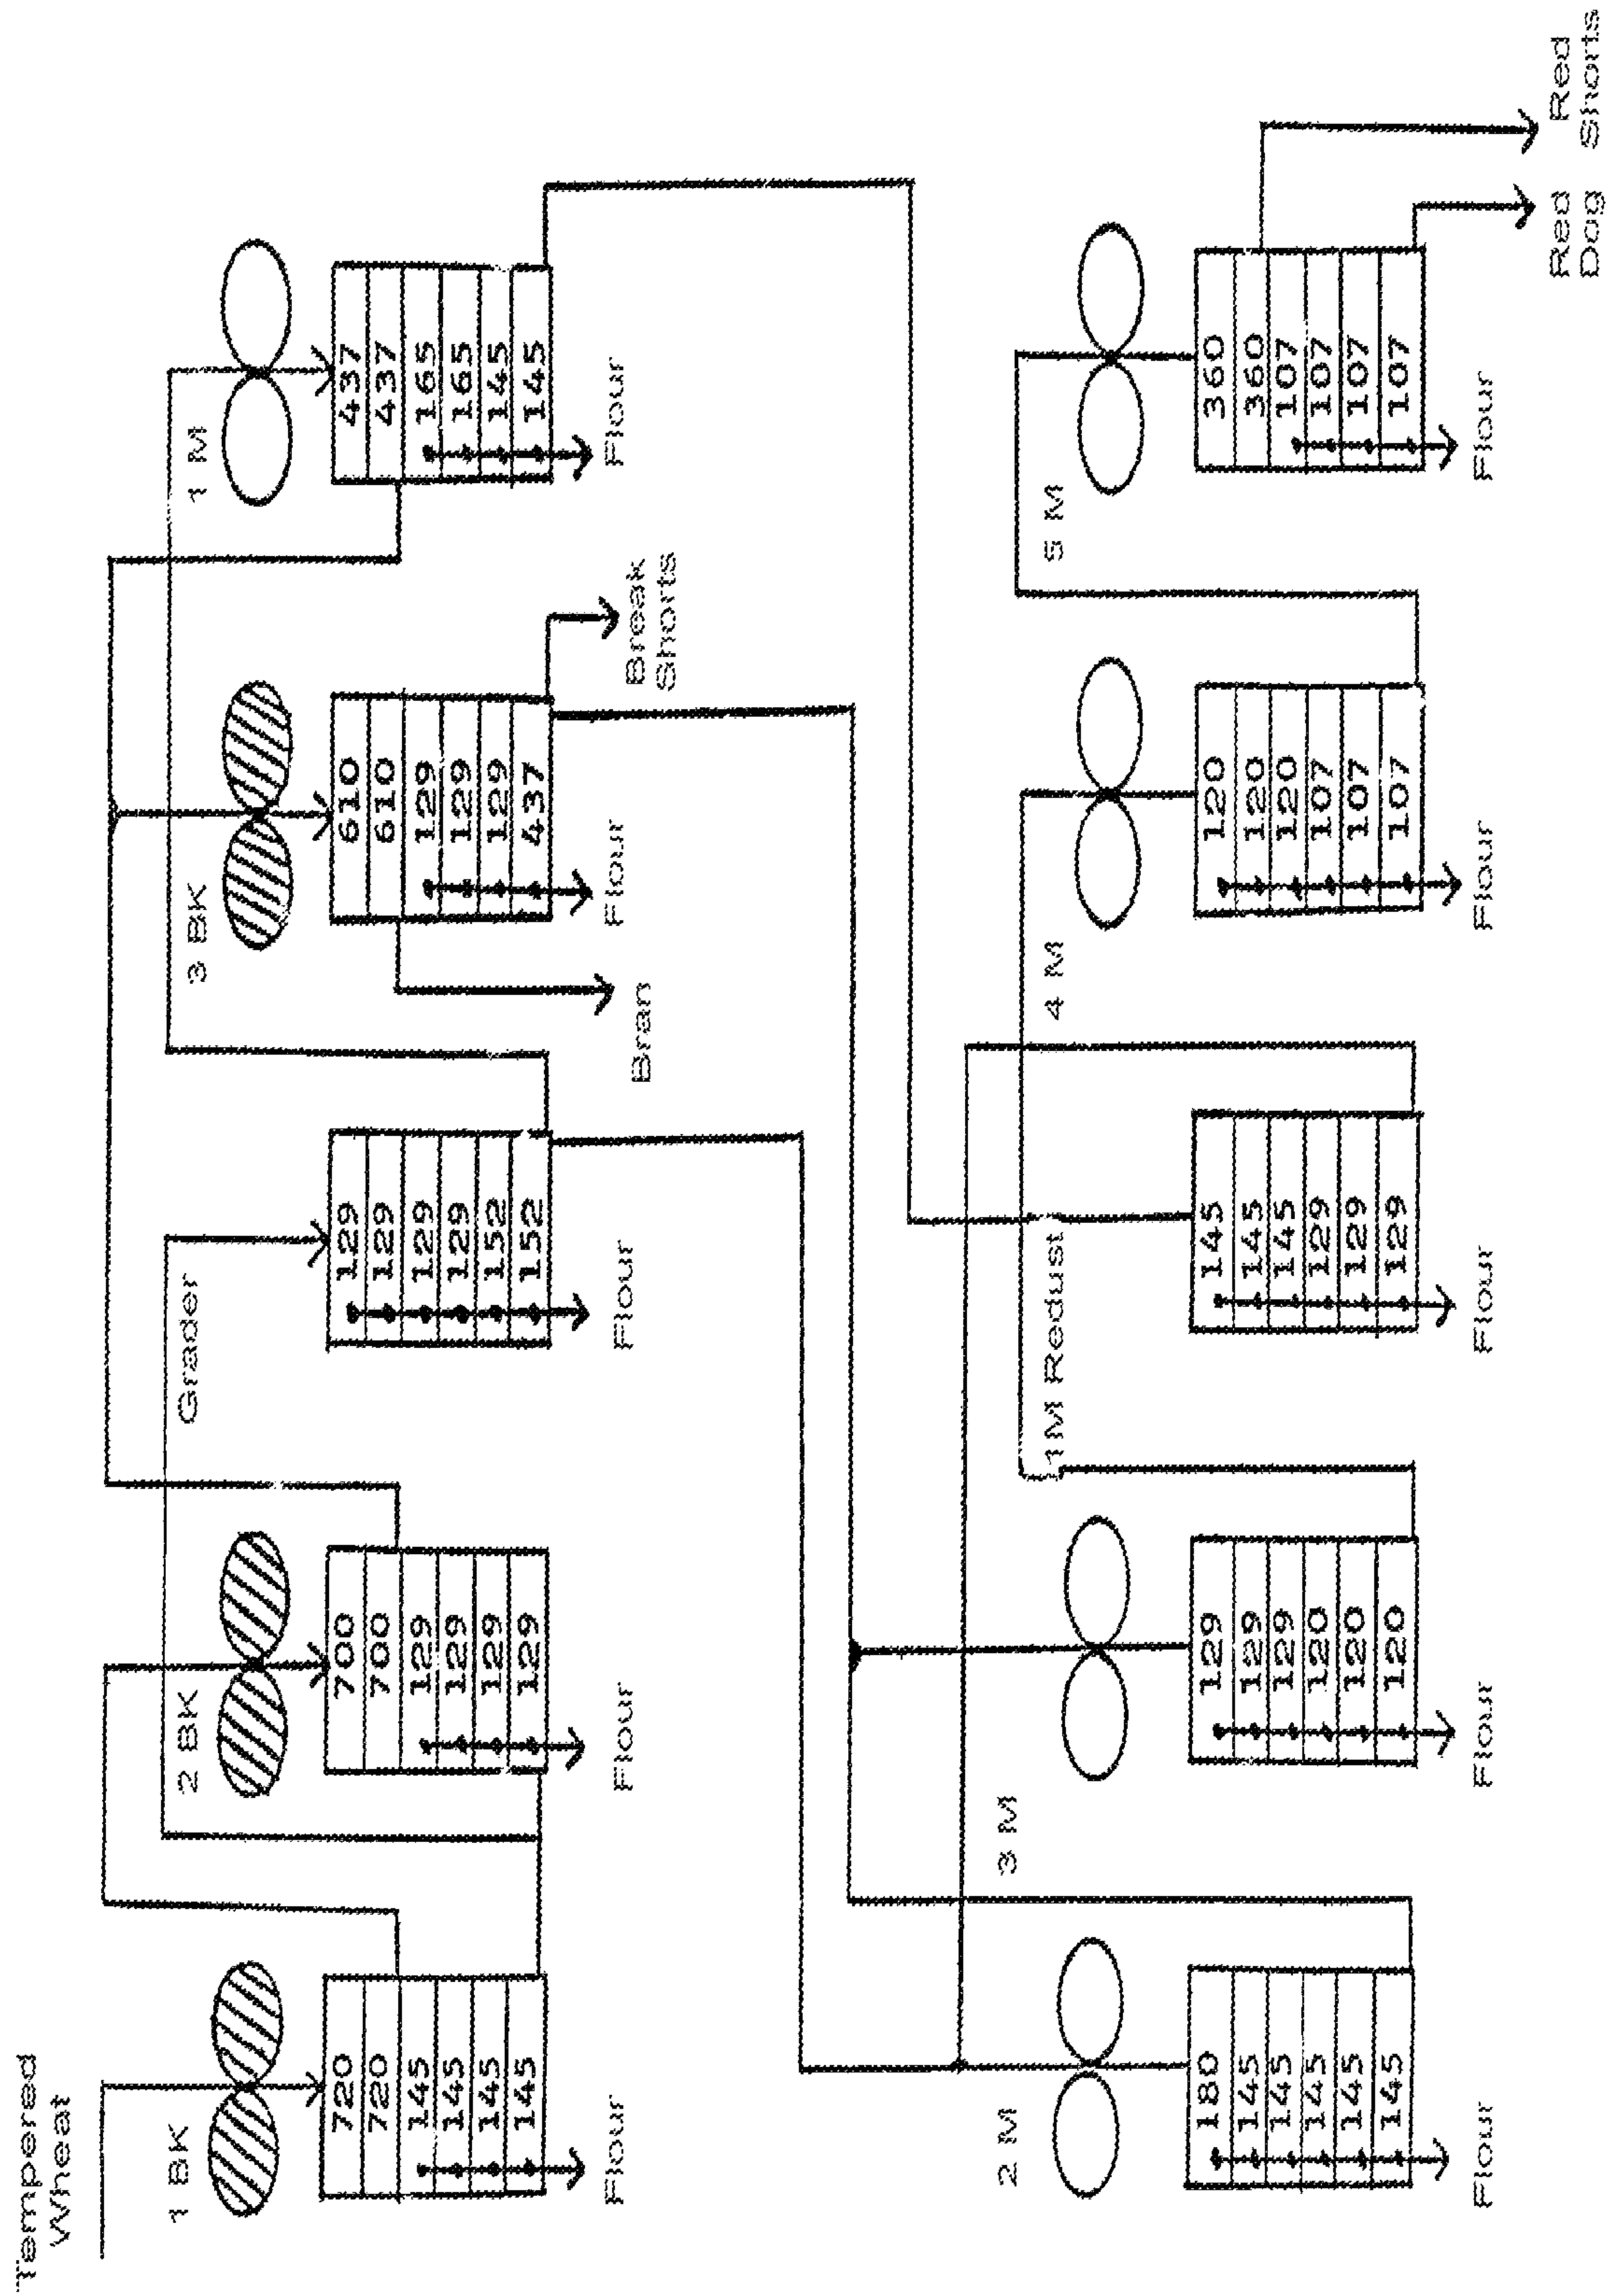 Tempered
Wheat
1 BK
720
720
145
145
145
145
Flour
2 BK
700
700
129
129
129
129
Flour
Grader
129
129
129
129
152
152
Flour
3 BK
610
610
129
129
129
437
Bran
Flour
Break
Shorts
1 M
437
437
165
165
145
145
Flour
2 M
180
145
145
145
145
145
Flour
3 M
129
129
129
120
120
120
Flour
1M Redust
145
145
145
129
129
129
Flour
4 M
120
120
120
107
107
107
Flour
5 M
360
360
107
107
107
107
Flour
Red
Dog
Red
Shorts